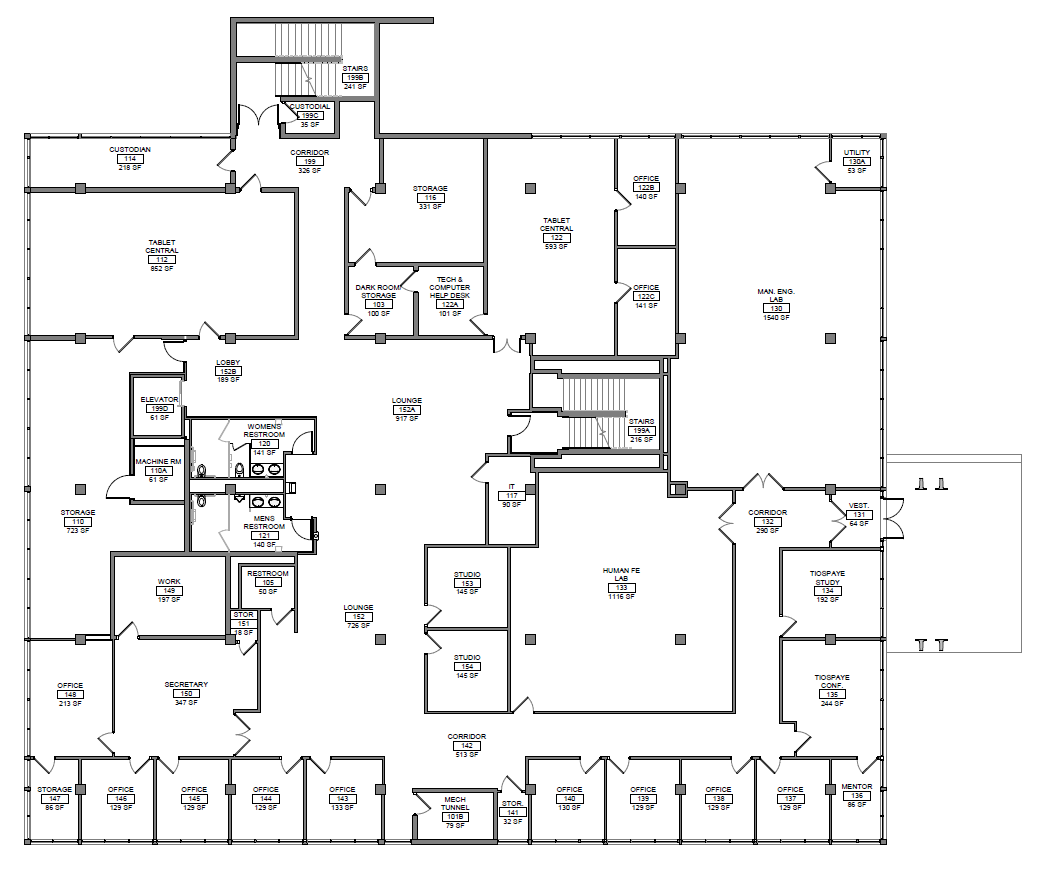 STAIRS
199B
241 SF
CUSTODIAL
199C
35 SF
CUSTODIAN
114
218 SF
CORRIDOR
199
326 SF
UTILITY
130A
53 SF
STORAGE
116
331 SF
OFFICE
122B
140 SF
TABLET
CENTRAL
122
593 SF
TABLET
CENTRAL
112
852 SF
DARK ROOM/
STORAGE
103
100 SF
TECH &
COMPUTER
HELP DESK
122A
101 SF
OFFICE
122C
141 SF
MAN. ENG.
LAB
130
1540 SF
LOBBY
152B
189 SF
ELEVATOR
199D
61 SF
LOUNGE
152A
917 SF
STAIRS
199A
216 SF
WOMENS
RESTROOM
120
141 SF
MACHINE RM
110A
61 SF
IT
117
90 SF
STORAGE
110
723 SF
MENS
RESTROOM
121
140 SF
CORRIDOR
132
290 SF
VEST.
131
64 SF
WORK
149
197 SF
RESTROOM
105
50 SF
STUDIO
153
145 SF
HUMAN FE
LAB
133
1116 SF
TIOSPAYE
STUDY
134
192 SF
STOR
151
18 SF
LOUNGE
152
726 SF
STUDIO
154
145 SF
OFFICE
148
213 SF
SECRETARY
150
347 SF
TIOSPAYE
CONF.
135
244 SF
CORRIDOR
142
513 SF
STORAGE
147
86 SF
OFFICE
146
129 SF
OFFICE
145
129 SF
OFFICE
144
129 SF
OFFICE
143
133 SF
MECH
TUNNEL
101B
79 SF
STOR.
141
32 SF
OFFICE
140
130 SF
OFFICE
139
129 SF
OFFICE
138
129 SF
OFFICE
137
129 SF
MENTOR
136
86 SF